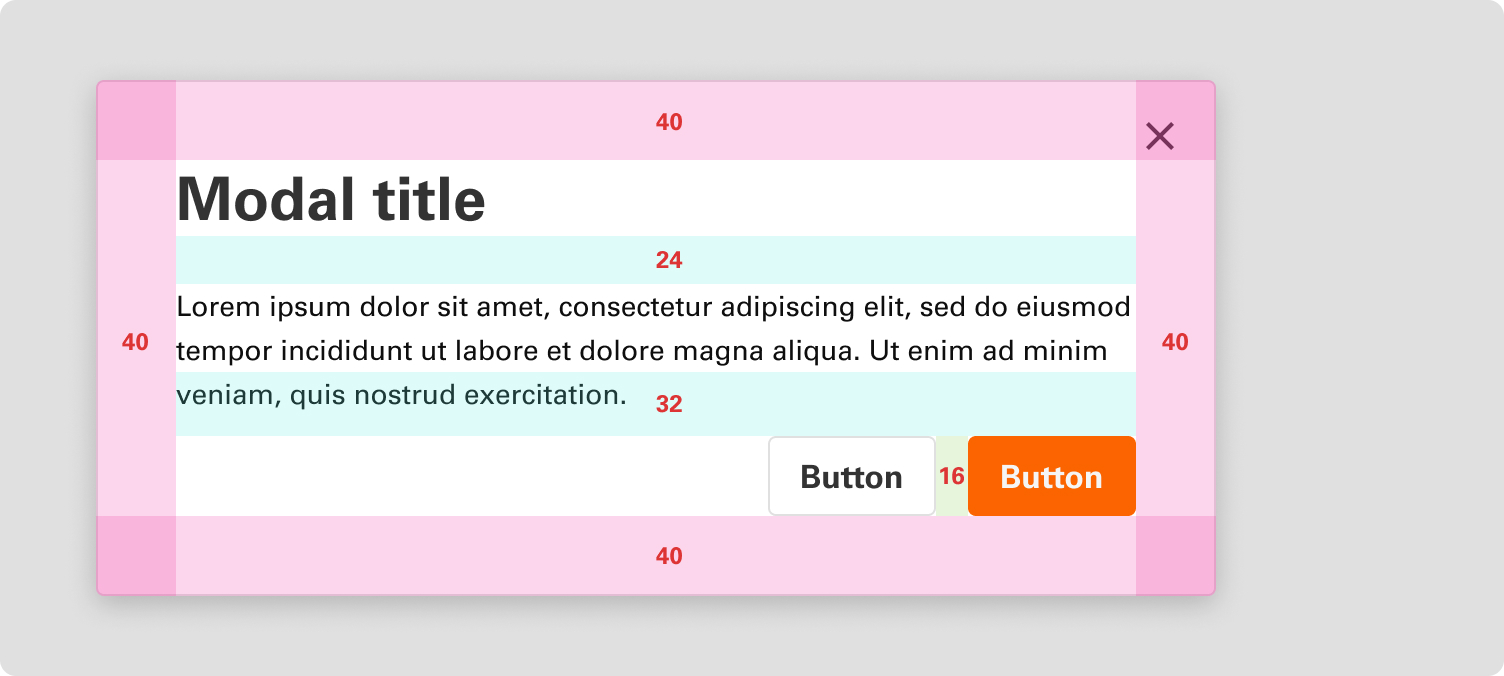 40
Modal title
24
Lorem ipsum dolor sit amet, consectetur adipiscing elit, sed do eiusmod
40
40
tempor incididunt ut labore et dolore magna aliqua. Ut enim ad minim
veniam, quis nostrud exercitation.
32
Button
16
Button
40